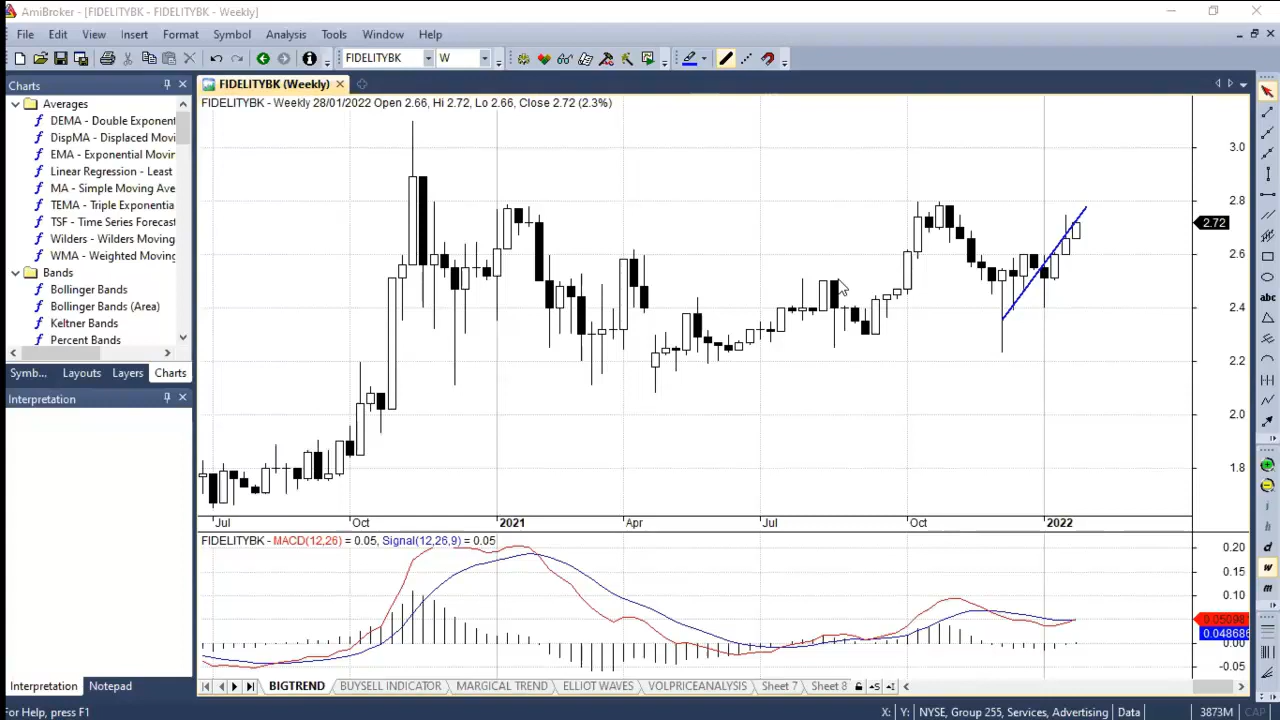 AmiBroker - [FIDELITYBK - FIDELITYBK - Weekly]
File Edit View Insert Format Symbol Analysis Tools Window Help
FIDELITYBK W
Charts
FIDELITYBK (Weekly)
FIDELITYBK - Weekly 28/01/2022 Open 2.66, Hi 2.72, Lo 2.66, Close 2.72 (2.3%)
Averages
DEMA - Double Exponent
DispMA - Displaced Movi
EMA - Exponential Movin
Linear Regression - Least
MA - Simple Moving Ave
TEMA - Triple Exponential
TSF - Time Series Forecast
Wilders - Wilders Moving
WMA - Weighted Moving
Bands
Bollinger Bands
Bollinger Bands (Area)
Keltner Bands
Percent Bands
Symb... Layouts Layers Charts
Interpretation
3.0
2.8
2.72
2.6
2.4
2.2
2.0
1.8
Jul Oct 2021 Apr Jul Oct 2022
FIDELITYBK - MACD(12,26) = 0.05, Signal(12,26,9) = 0.05
0.20
0.15
0.10
0.05098
0.048686
0.00
-0.05
abc
d
w
m
Interpretation Notepad
BIGTREND BUYSELL INDICATOR MARGICAL TREND ELLIOT WAVES VOLPRICEANALYSIS Sheet 7 Sheet 8
For Help, press F1
X: Y: NYSE, Group 255, Services, Advertising Data 3873M CAP